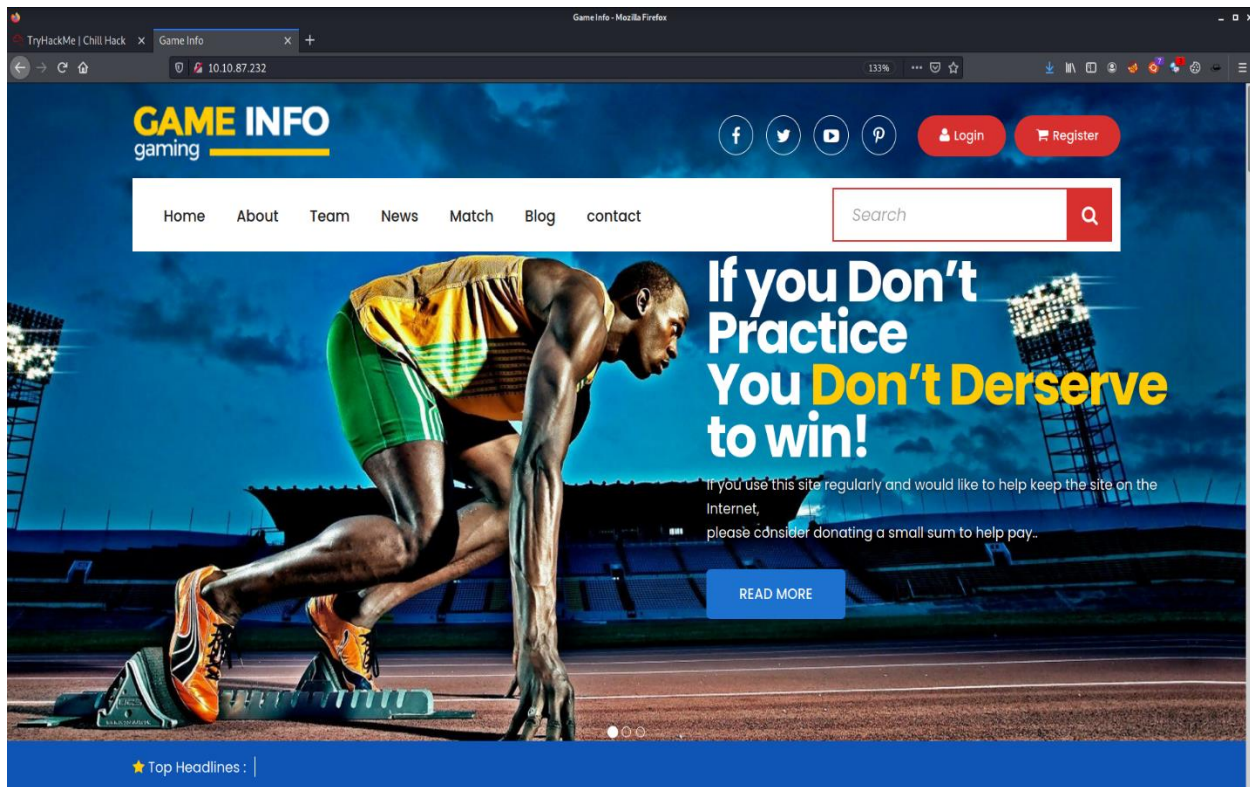 Game Info - Mozilla Firefox
TryHackMe | Chill Hack
Game Info
10.10.87.232
133%
GAME INFO
gaming
Login
Register
Home About Team News Match Blog contact
Search
If you Don't
Practice
You Don't Derserve
to win!
If you use this site regularly and would like to help keep the site on the
Internet,
please consider donating a small sum to help pay..
READ MORE
Top Headlines :